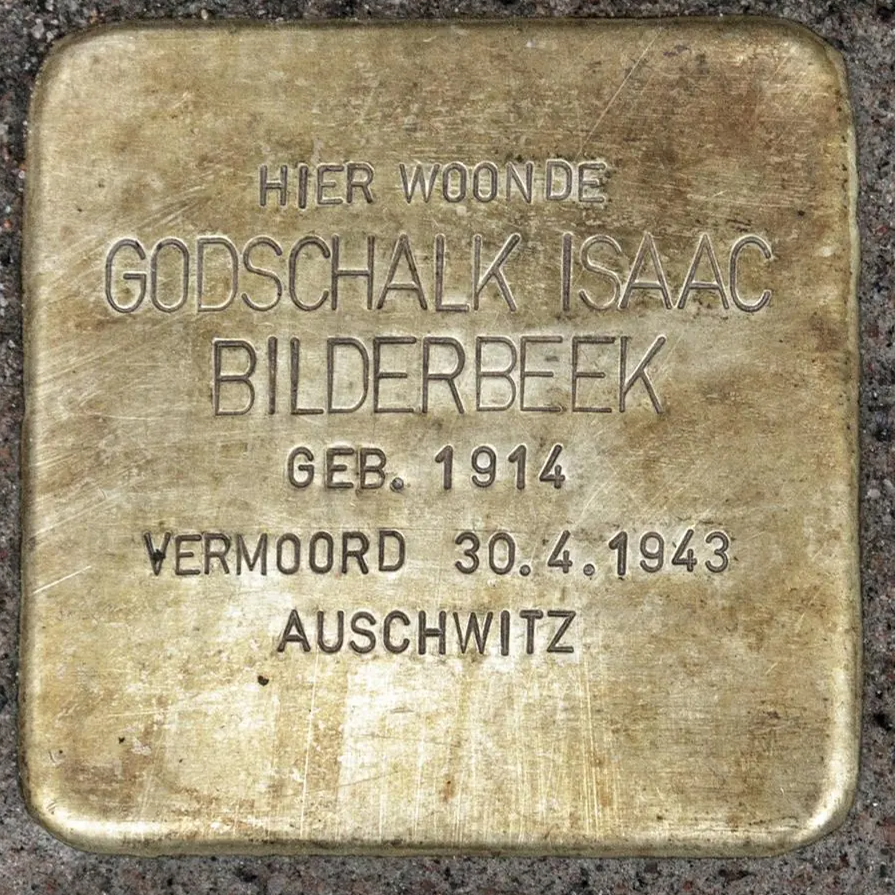 HIER WOONDE
GODSCHALK ISAAC
BILDERBEEK
GEB. 1914
VERMOORD 30.4.1943
AUSCHWITZ